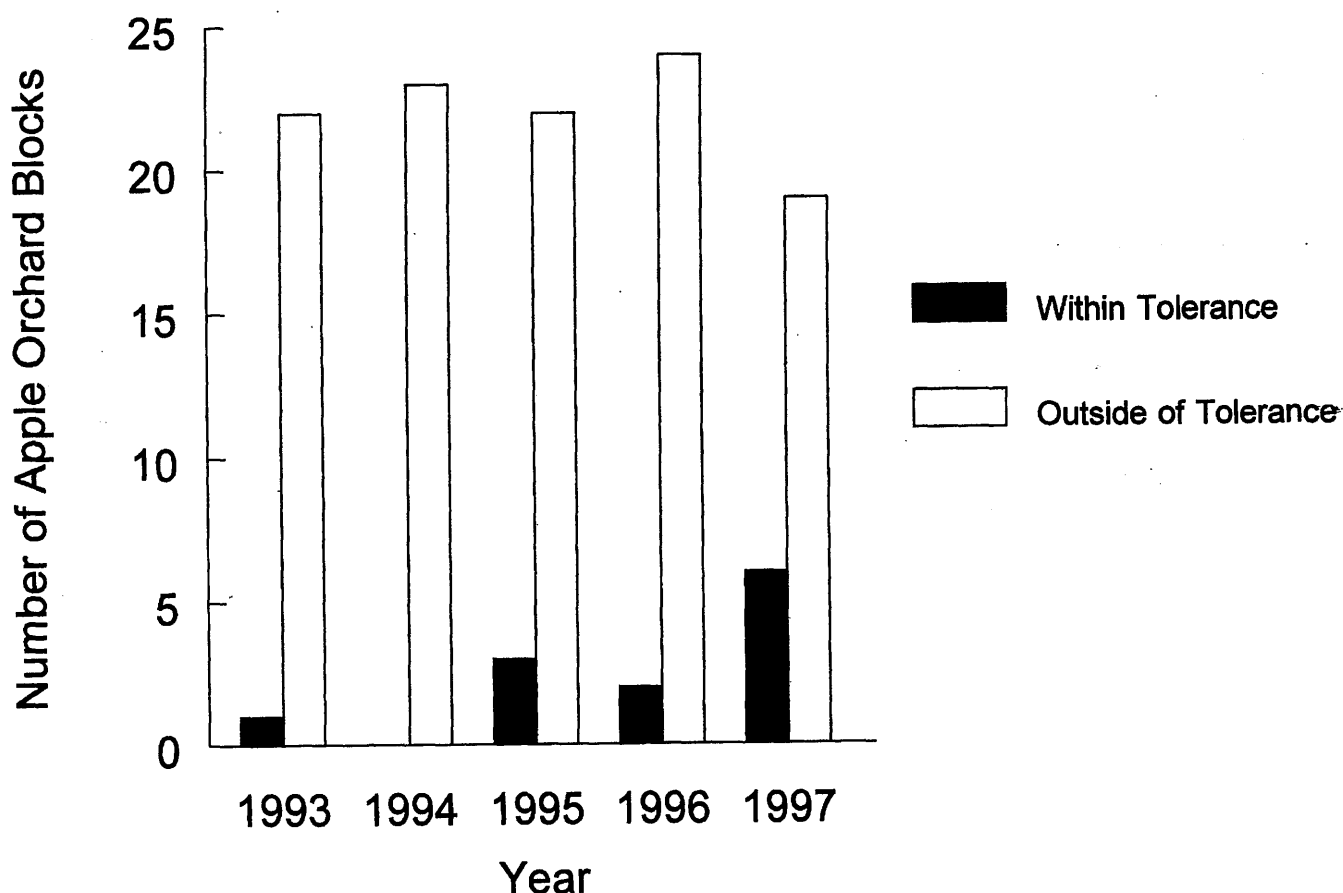 Number of Apple Orchard Blocks
25
20
15
10
5
0
1993 1994 1995 1996 1997
Year
Within Tolerance
Outside of Tolerance